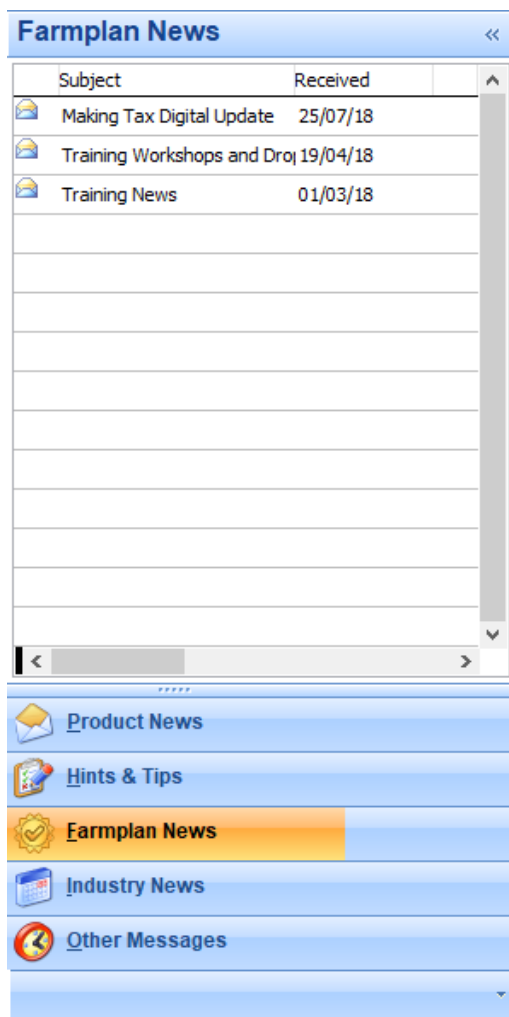 Farmplan News
Subject Received
Making Tax Digital Update 25/07/18
Training Workshops and Drop 19/04/18
Training News 01/03/18
Product News
Hints & Tips
Farmplan News
Industry News
Other Messages